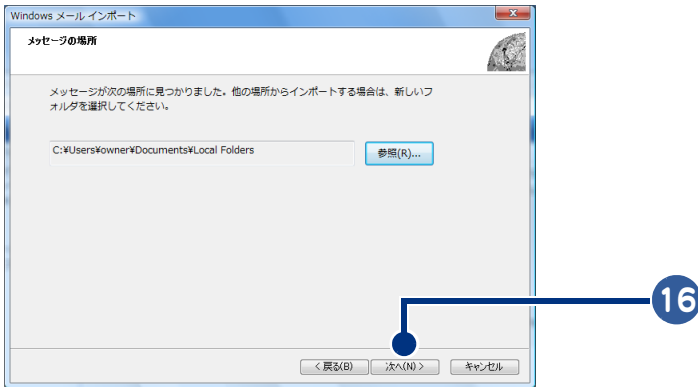 Windows メール インポート
メッセージの場所
メッセージが次の場所に見つかりました。他の場所からインポートする場合は、新しいフ
ォルダを選択してください。
C:¥Users¥owner¥Documents¥Local Folders
参照(R)...
16
< 戻る(B)
次へ(N) >
キャンセル